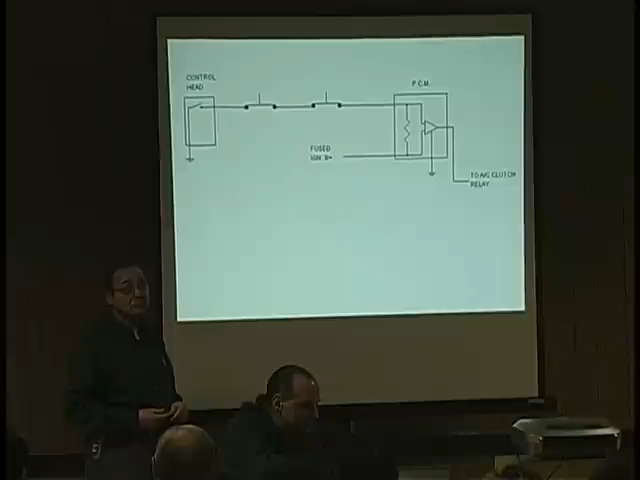 CONTROL
HEAD
P.C.M.
FUSED
IGN B+
TO A/C CLUTCH
RELAY